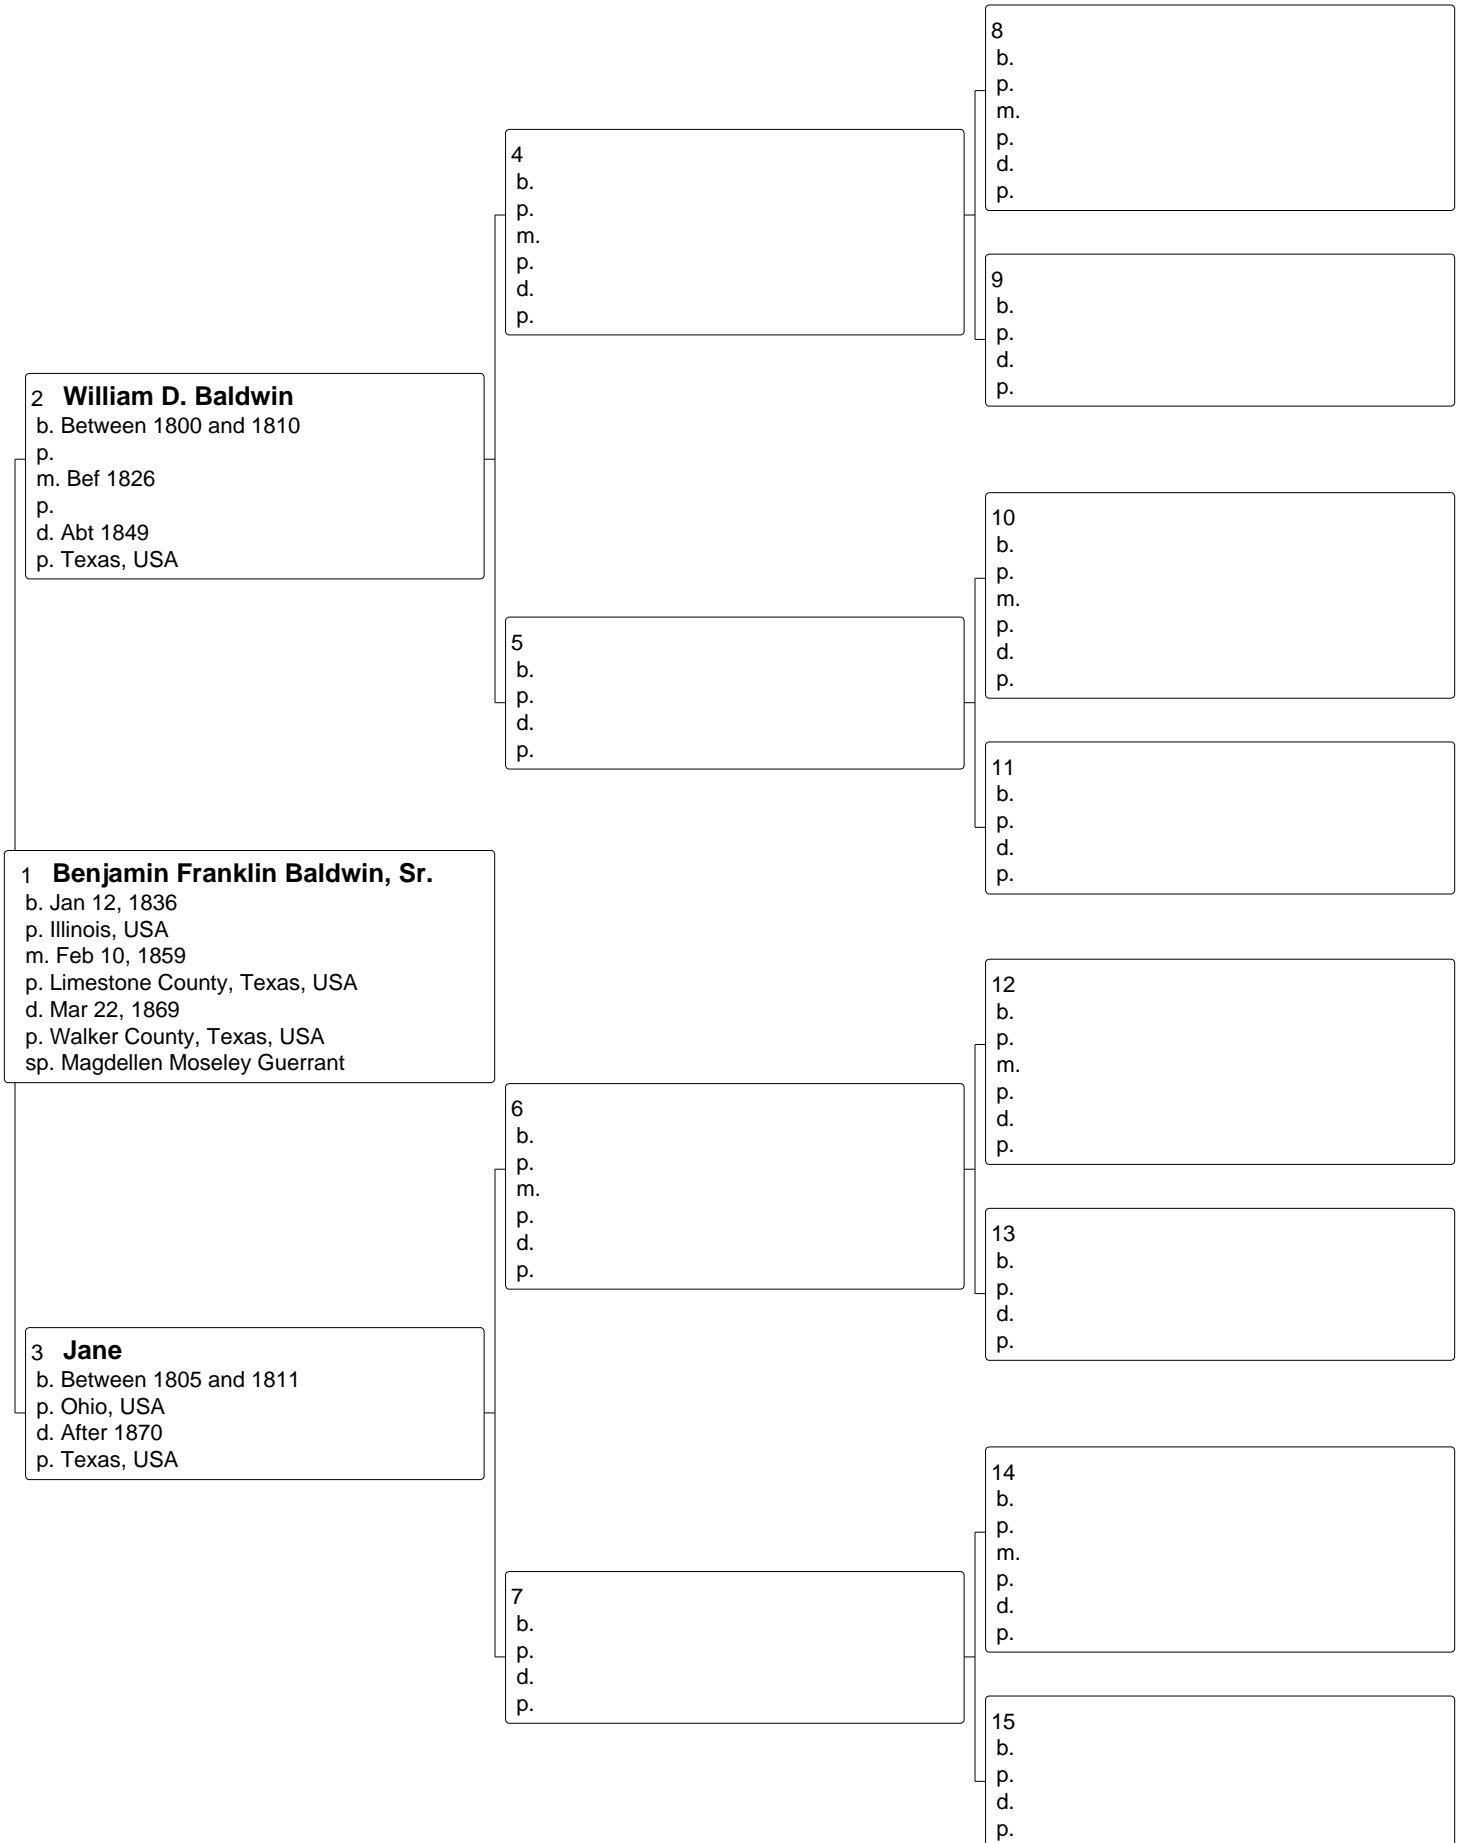 8
b.
p.
m.
p.
d.
p.
4
b.
p.
m.
p.
d.
p.
9
b.
p.
d.
p.
2 William D. Baldwin
b. Between 1800 and 1810
p.
m. Bef 1826
p.
d. Abt 1849
p. Texas, USA
10
b.
p.
m.
p.
d.
p.
5
b.
p.
d.
p.
11
b.
p.
d.
p.
1 Benjamin Franklin Baldwin, Sr.
b. Jan 12, 1836
p. Illinois, USA
m. Feb 10, 1859
p. Limestone County, Texas, USA
d. Mar 22, 1869
p. Walker County, Texas, USA
sp. Magdellen Moseley Guerrant
12
b.
p.
m.
p.
d.
p.
6
b.
p.
m.
p.
d.
p.
13
b.
p.
d.
p.
3 Jane
b. Between 1805 and 1811
p. Ohio, USA
d. After 1870
p. Texas, USA
14
b.
p.
m.
p.
d.
p.
7
b.
p.
d.
p.
15
b.
p.
d.
p.